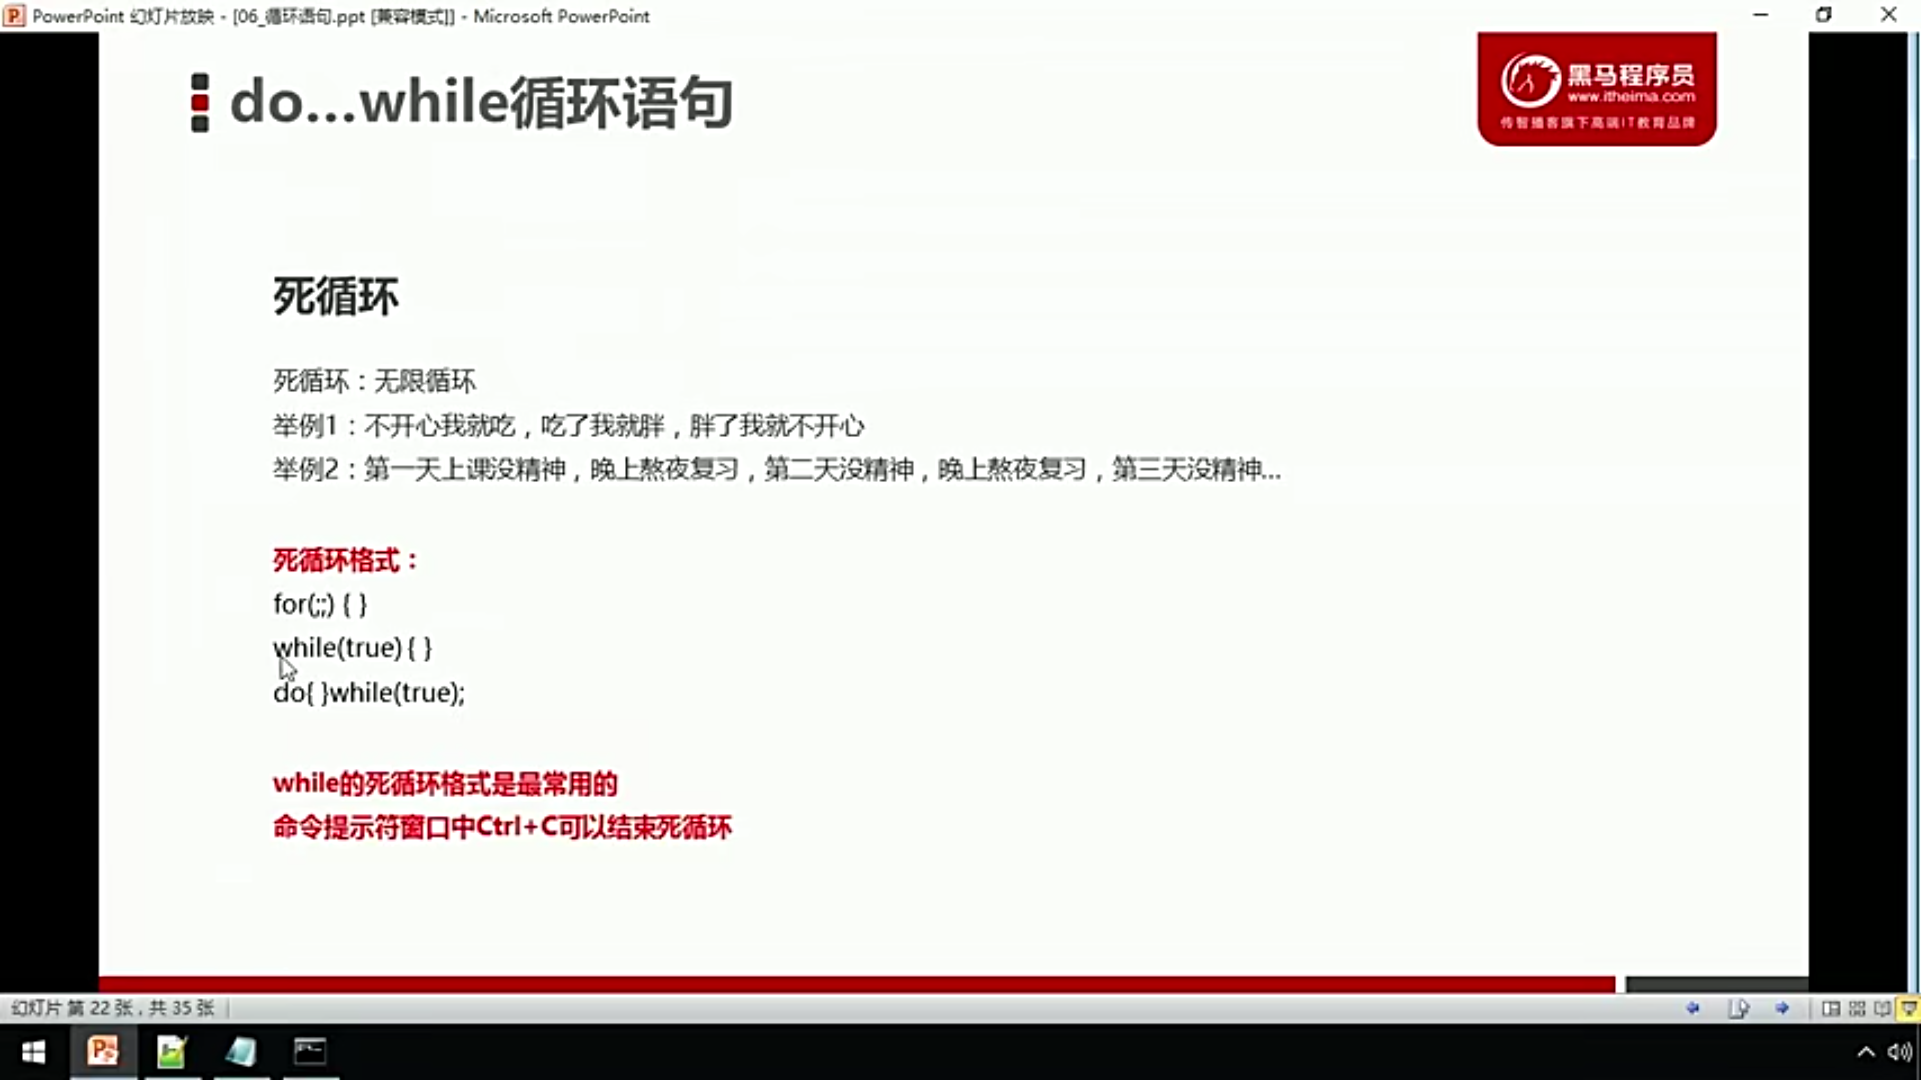 PowerPoint 幻灯片放映 - [06_循环语句.ppt [兼容模式]] - Microsoft PowerPoint
do...while循环语句
黑马程序员
www.itheima.com
传智播客旗下高端IT教育品牌
死循环
死循环：无限循环
举例1：不开心我就吃，吃了我就胖，胖了我就不开心
举例2：第一天上课没精神，晚上熬夜复习，第二天没精神，晚上熬夜复习，第三天没精神...
死循环格式：
for(;;) { }
while(true) { }
do{ }while(true);
while的死循环格式是最常用的
命令提示符窗口中Ctrl+C可以结束死循环
幻灯片 第 22 张，共 35 张